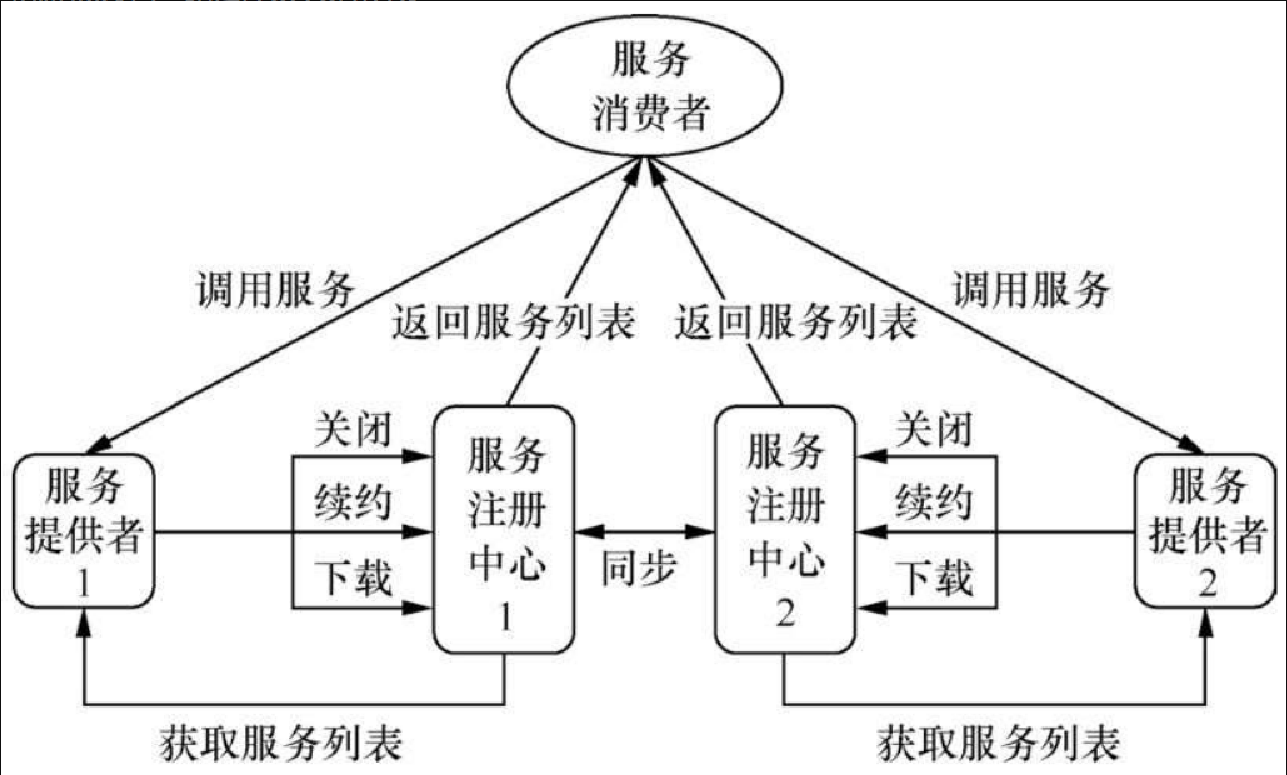 服务
消费者
调用服务
返回服务列表
返回服务列表
调用服务
服务
提供者
1
关闭
续约
下载
服务
注册
中心
1
同步
服务
注册
中心
2
关闭
续约
下载
服务
提供者
2
获取服务列表
获取服务列表